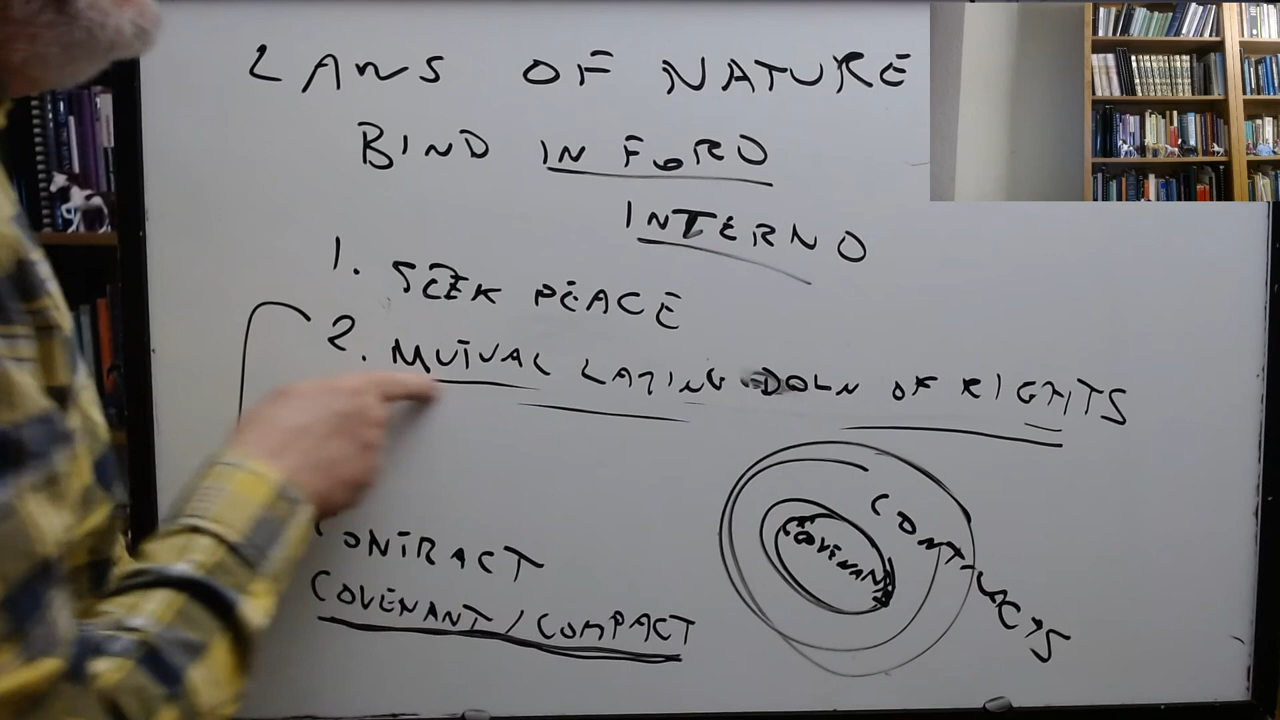 LAWS OF NATURE
BIND IN FORO
INTERNO
1. SEEK PEACE
2. MUTUAL LAYING DOWN OF RIGHTS
CONTRACT
COVENANT / COMPACT
COVENANTS
CONTRACTS